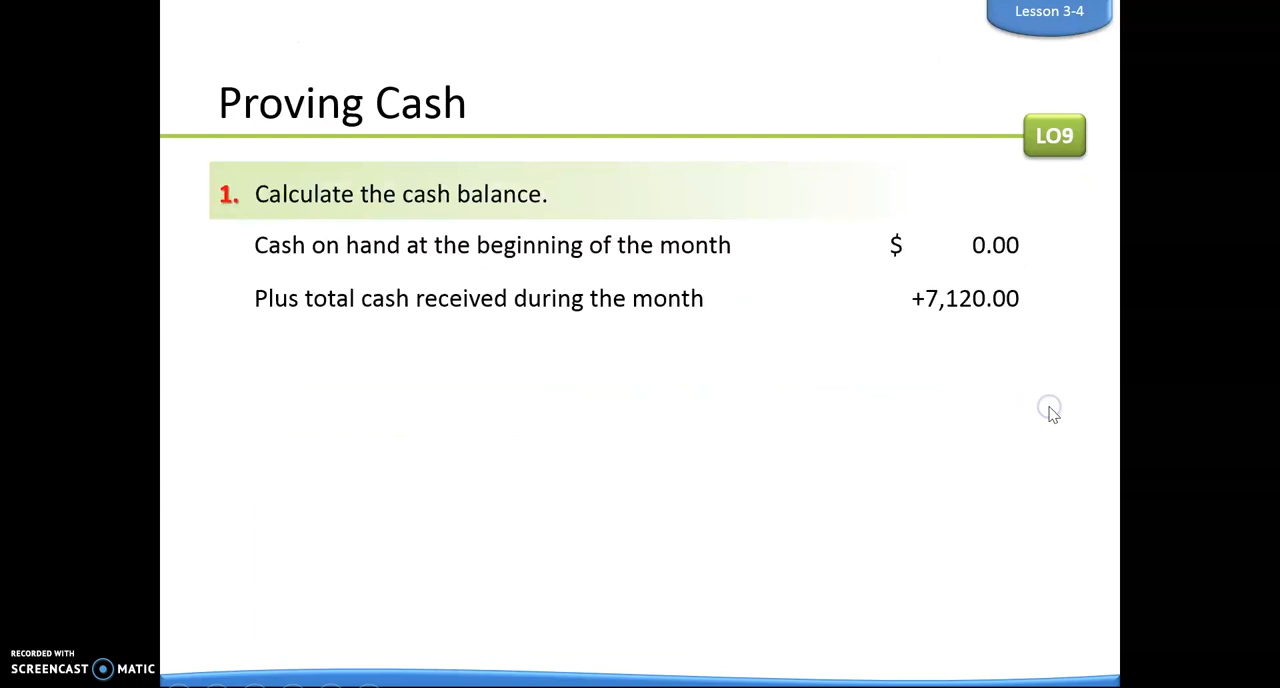 Lesson 3-4
Proving Cash
LO9
1. Calculate the cash balance.
Cash on hand at the beginning of the month $ 0.00
Plus total cash received during the month +7,120.00
RECORDED WITH
SCREENCAST MATIC